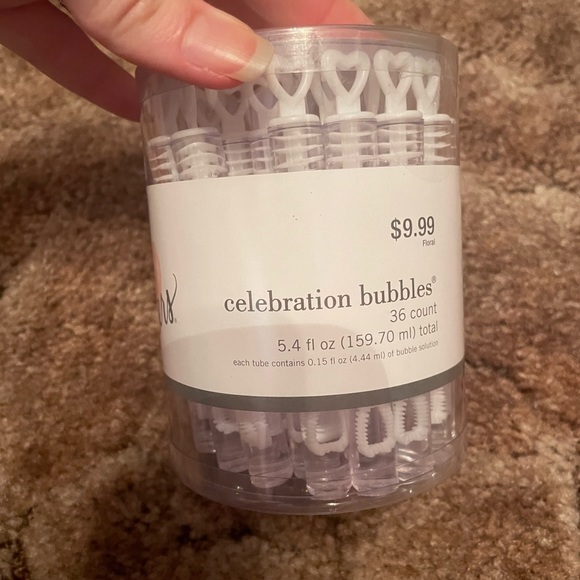 $9.99
Floral
celebration bubbles®
36 count
5.4 fl oz (159.70 ml) total
each tube contains 0.15 fl oz (4.44 ml) of bubble solution